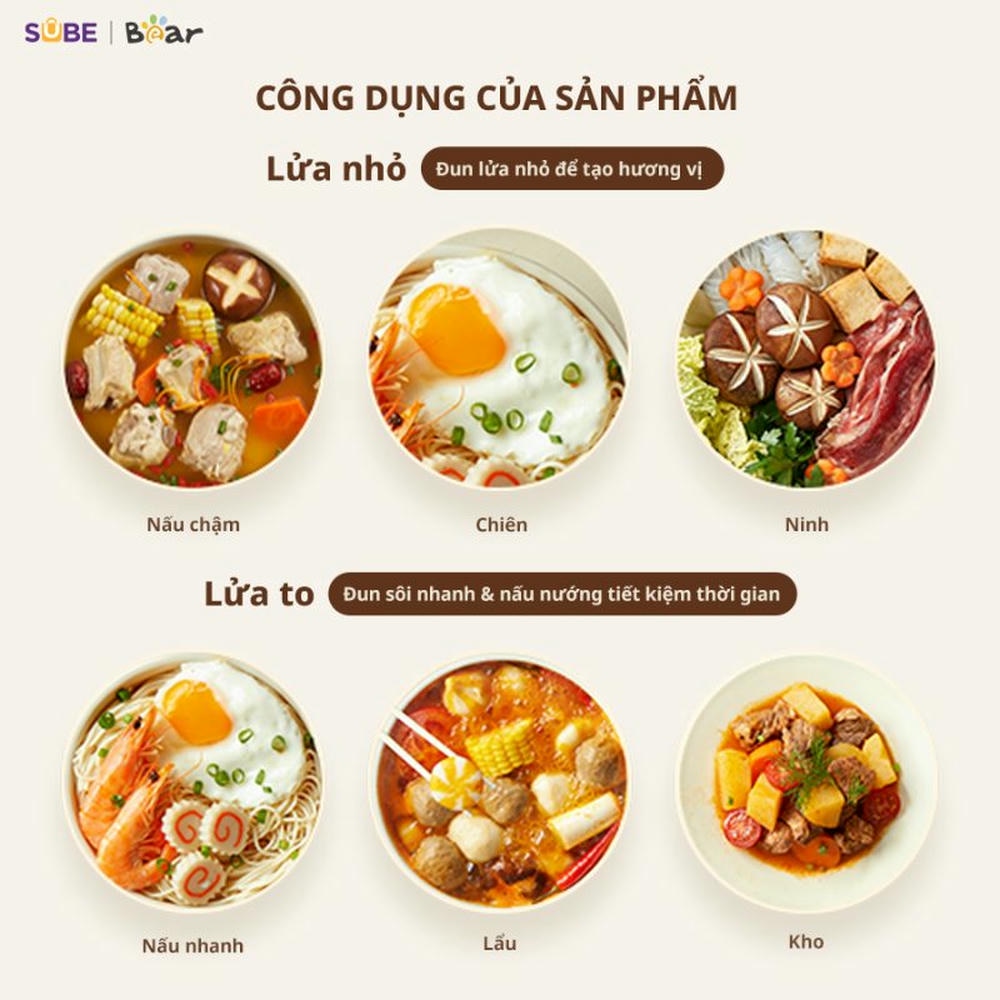 SUBE | Bear
CÔNG DỤNG CỦA SẢN PHẨM
Lửa nhỏ Đun lửa nhỏ để tạo hương vị
Nấu chậm Chiên Ninh
Lửa to Đun sôi nhanh & nấu nướng tiết kiệm thời gian
Nấu nhanh Lẩu Kho